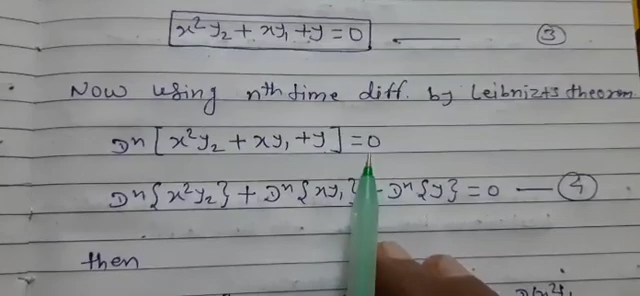 x²y₂ + xy₁ + y = 0 —— ③
Now using nth time diff. by Leibnizts theorem
Dⁿ [x²y₂ + xy₁ + y] = 0
Dⁿ{x²y₂} + Dⁿ{xy₁} + Dⁿ{y} = 0 — ④
then